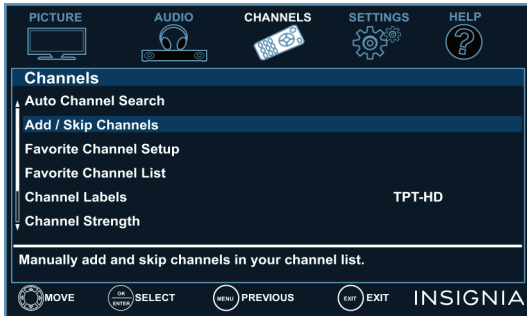 PICTURE AUDIO CHANNELS SETTINGS HELP
Channels
Auto Channel Search
Add / Skip Channels
Favorite Channel Setup
Favorite Channel List
Channel Labels TPT-HD
Channel Strength
Manually add and skip channels in your channel list.
MOVE OK ENTER SELECT MENU PREVIOUS EXIT EXIT INSIGNIA